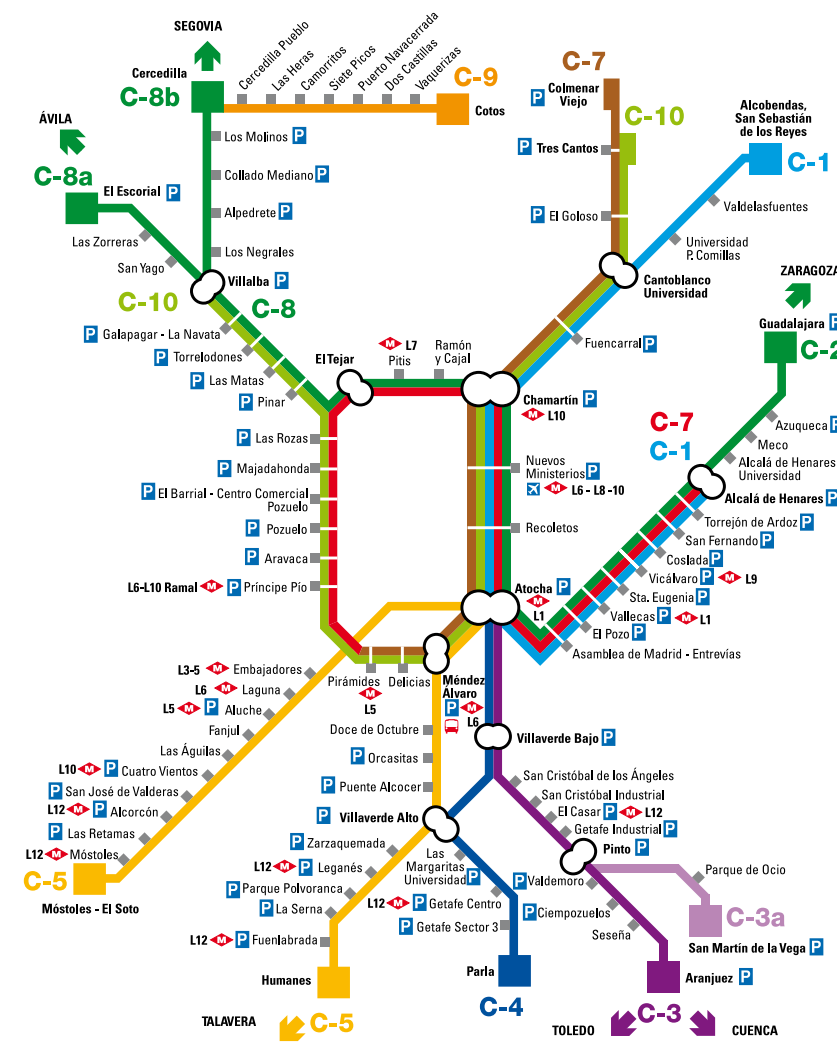 SEGOVIA
Cercedilla
C-8b
Cercedilla Pueblo
Las Heras
Camorritos
Siete Picos
Puerto Navacerrada
Dos Castillas
Vaquerizas
C-9
Cotos
Los Molinos P
Collado Mediano P
Alpedrete P
Los Negrales
ÁVILA
C-8a
El Escorial P
Las Zorreras
San Yago
Villalba P
C-10
C-8
P Galapagar - La Navata
P Torrelodones
P Las Matas
P Pinar
P Las Rozas
P Majadahonda
P El Barrial - Centro Comercial
Pozuelo
P Pozuelo
P Aravaca
L6-L10 Ramal M P Príncipe Pío
C-7
P Colmenar
Viejo
C-10
P Tres Cantos
P El Goloso
Alcobendas,
San Sebastián
de los Reyes
C-1
Valdelasfuentes
Universidad
P. Comillas
Cantoblanco
Universidad
Fuencarral P
ZARAGOZA
Guadalajara P
C-2
Azuqueca P
Meco
Alcalá de Henares
Universidad
C-7
C-1
Alcalá de Henares P
Torrejón de Ardoz P
San Fernando P
Coslada P
Vicálvaro P M L9
Sta. Eugenia P
Vallecas P M L1
El Pozo P
Asamblea de Madrid - Entrevías
El Tejar
M L7
Pitis
Ramón
y Cajal
Chamartín P
M L10
Nuevos
Ministerios P
M L6 - L8 -10
Recoletos
Atocha P
M
L1
L3-5 M Embajadores
L6 M Laguna
L5 M P Aluche
Fanjul
Las Águilas
L10 M P Cuatro Vientos
P San José de Valderas
L12 M P Alcorcón
P Las Retamas
L12 M Móstoles
C-5
Móstoles - El Soto
Pirámides
M
L5
Delicias
Méndez
Álvaro
P M
L6
Doce de Octubre
P Orcasitas
P Puente Alcocer
P Villaverde Alto
P Zarzaquemada
L12 M P Leganés
P Parque Polvoranca
P La Serna
L12 M P Fuenlabrada
Humanes
TALAVERA
C-5
Villaverde Bajo P
Las
Margaritas
Universidad P
L12 M P Getafe Centro
P Getafe Sector 3
Parla
C-4
San Cristóbal de los Ángeles
San Cristóbal Industrial
El Casar P M L12
Getafe Industrial P
Pinto P
P Valdemoro
P Ciempozuelos
Seseña
Parque de Ocio
C-3a
San Martín de la Vega P
Aranjuez P
TOLEDO
C-3
CUENCA